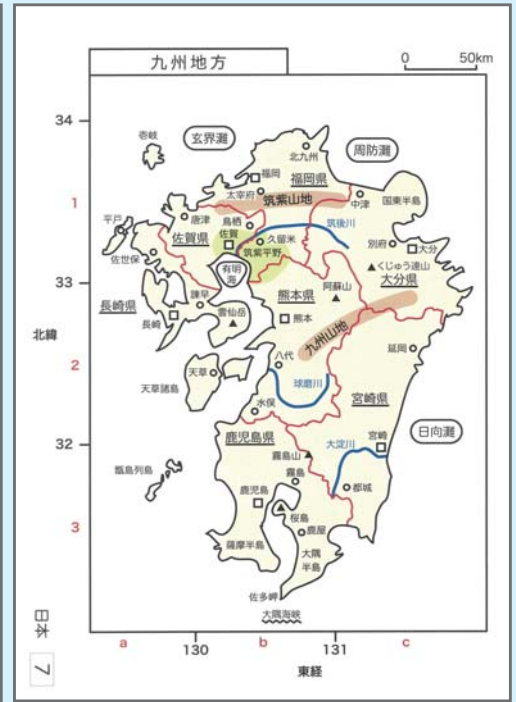 九州地方
0 50km
34
壱岐
玄界灘
北九州
周防灘
福岡
福岡県
太宰府
筑紫山地
中津
国東半島
1
唐津
鳥栖
筑後川
平戸
佐賀県
佐賀
久留米
別府
大分
佐世保
筑紫平野
くじゅう連山
33
有明海
阿蘇山
大分県
諫早
熊本県
長崎県
雲仙岳
長崎
熊本
九州山地
北緯
延岡
2
八代
天草
球磨川
天草諸島
宮崎県
水俣
32
鹿児島県
大淀川
宮崎
日向灘
霧島山
甑島列島
霧島
鹿児島
都城
3
桜島
鹿屋
薩摩半島
大隅半島
佐多岬
大隅海峡
日本
7
a b c
130 131
東経